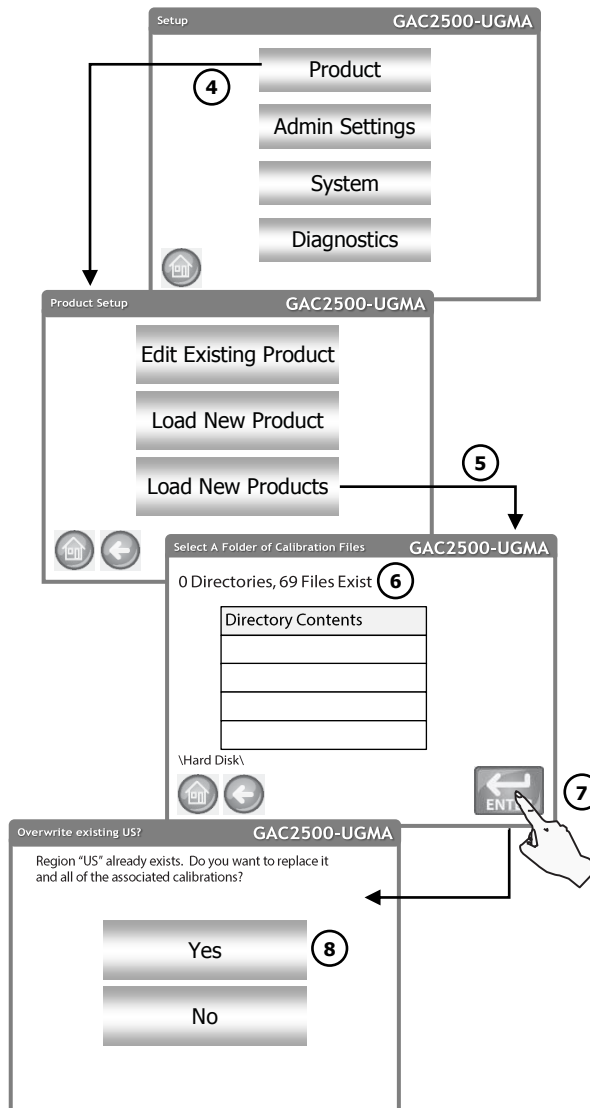 Setup GAC2500-UGMA
Product
4
Admin Settings
System
Diagnostics
Product Setup GAC2500-UGMA
Edit Existing Product
Load New Product
Load New Products
5
Select A Folder of Calibration Files GAC2500-UGMA
0 Directories, 69 Files Exist 6
Directory Contents
\Hard Disk\
7
Overwrite existing US? GAC2500-UGMA
Region “US” already exists. Do you want to replace it
and all of the associated calibrations?
Yes 8
No